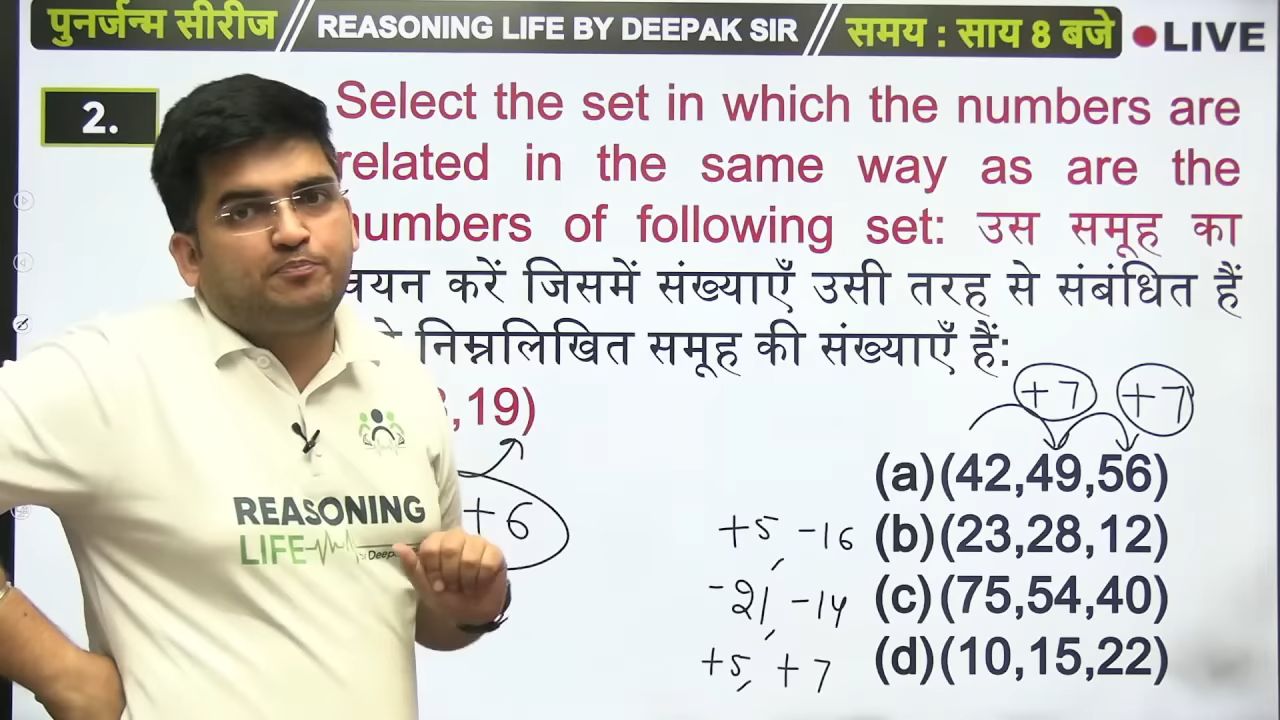 पुनर्जन्म सीरीज // REASONING LIFE BY DEEPAK SIR // समय : साय 8 बजे
LIVE
2.
Select the set in which the numbers are
related in the same way as are the
numbers of following set: उस समूह का
चयन करें जिसमें संख्याएँ उसी तरह से संबंधित हैं
निम्नलिखित समूह की संख्याएँ हैं:
,19)
+7 +7
+6
(a)(42,49,56)
+5, -16 (b)(23,28,12)
-21, -14 (c)(75,54,40)
+5, +7 (d)(10,15,22)
REASONING
LIFE